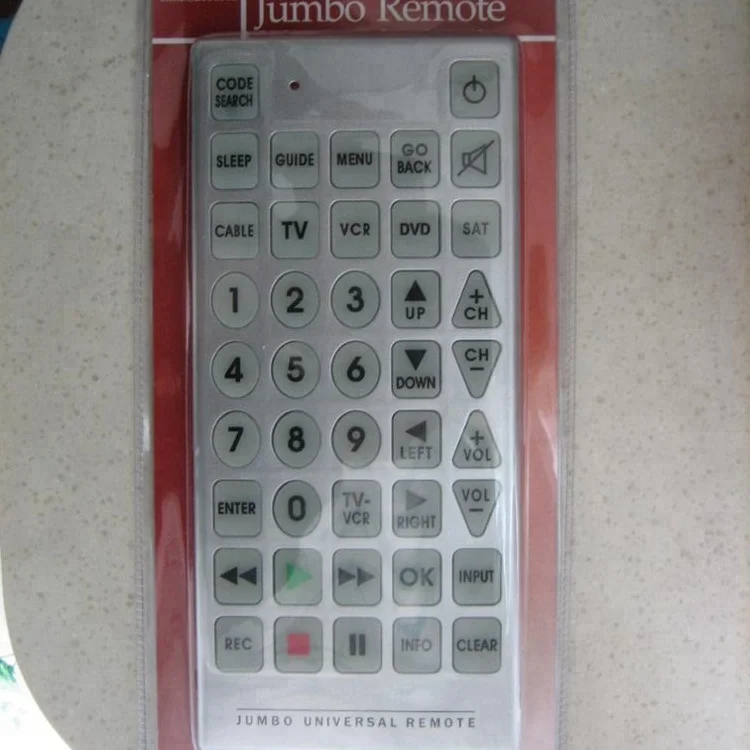 Jumbo Remote
CODE
SEARCH
SLEEP GUIDE MENU GO BACK
CABLE TV VCR DVD SAT
1 2 3 UP + CH
4 5 6 DOWN CH −
7 8 9 LEFT + VOL
ENTER 0 TV-VCR RIGHT VOL −
OK INPUT
REC INFO CLEAR
JUMBO UNIVERSAL REMOTE